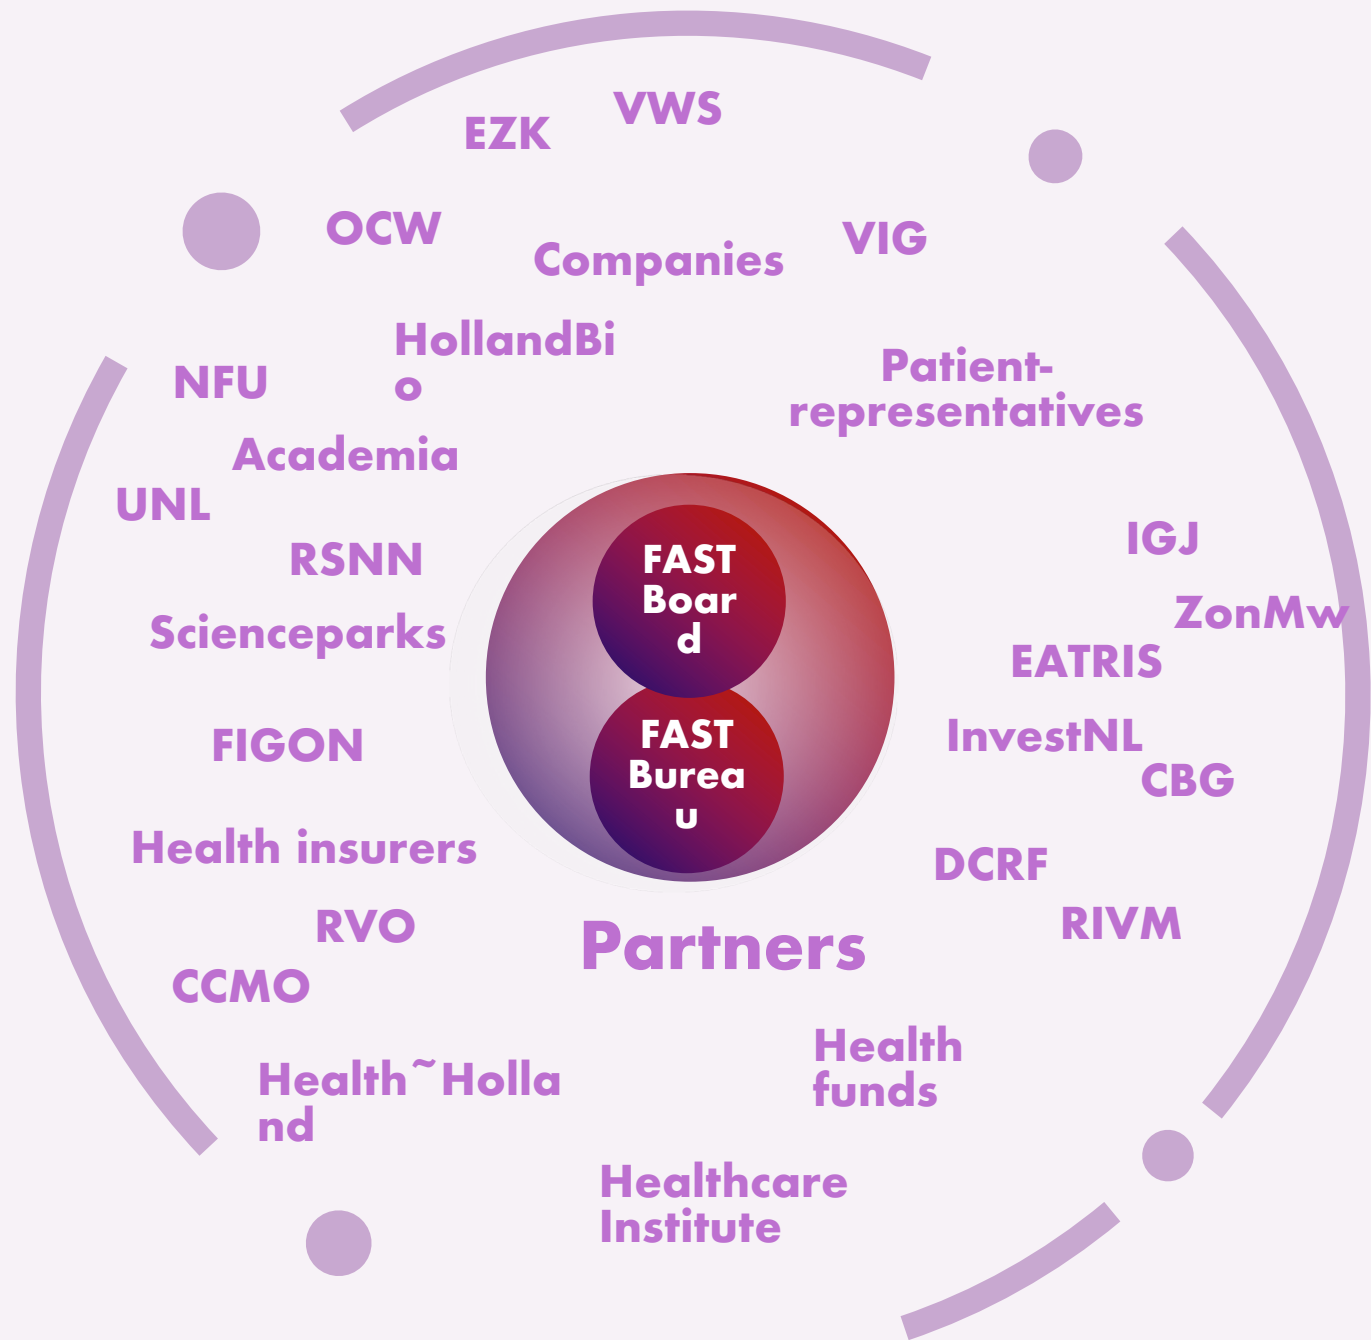 VWS
EZK
OCW
VIG
Companies
HollandBi
o
NFU
Patient-
representatives
Academia
UNL
IGJ
RSNN
FAST
Boar
d
ZonMw
Scienceparks
EATRIS
FIGON
FAST
Burea
u
InvestNL
CBG
Health insurers
DCRF
RVO
RIVM
Partners
CCMO
Health~Holla
nd
Health
funds
Healthcare
Institute